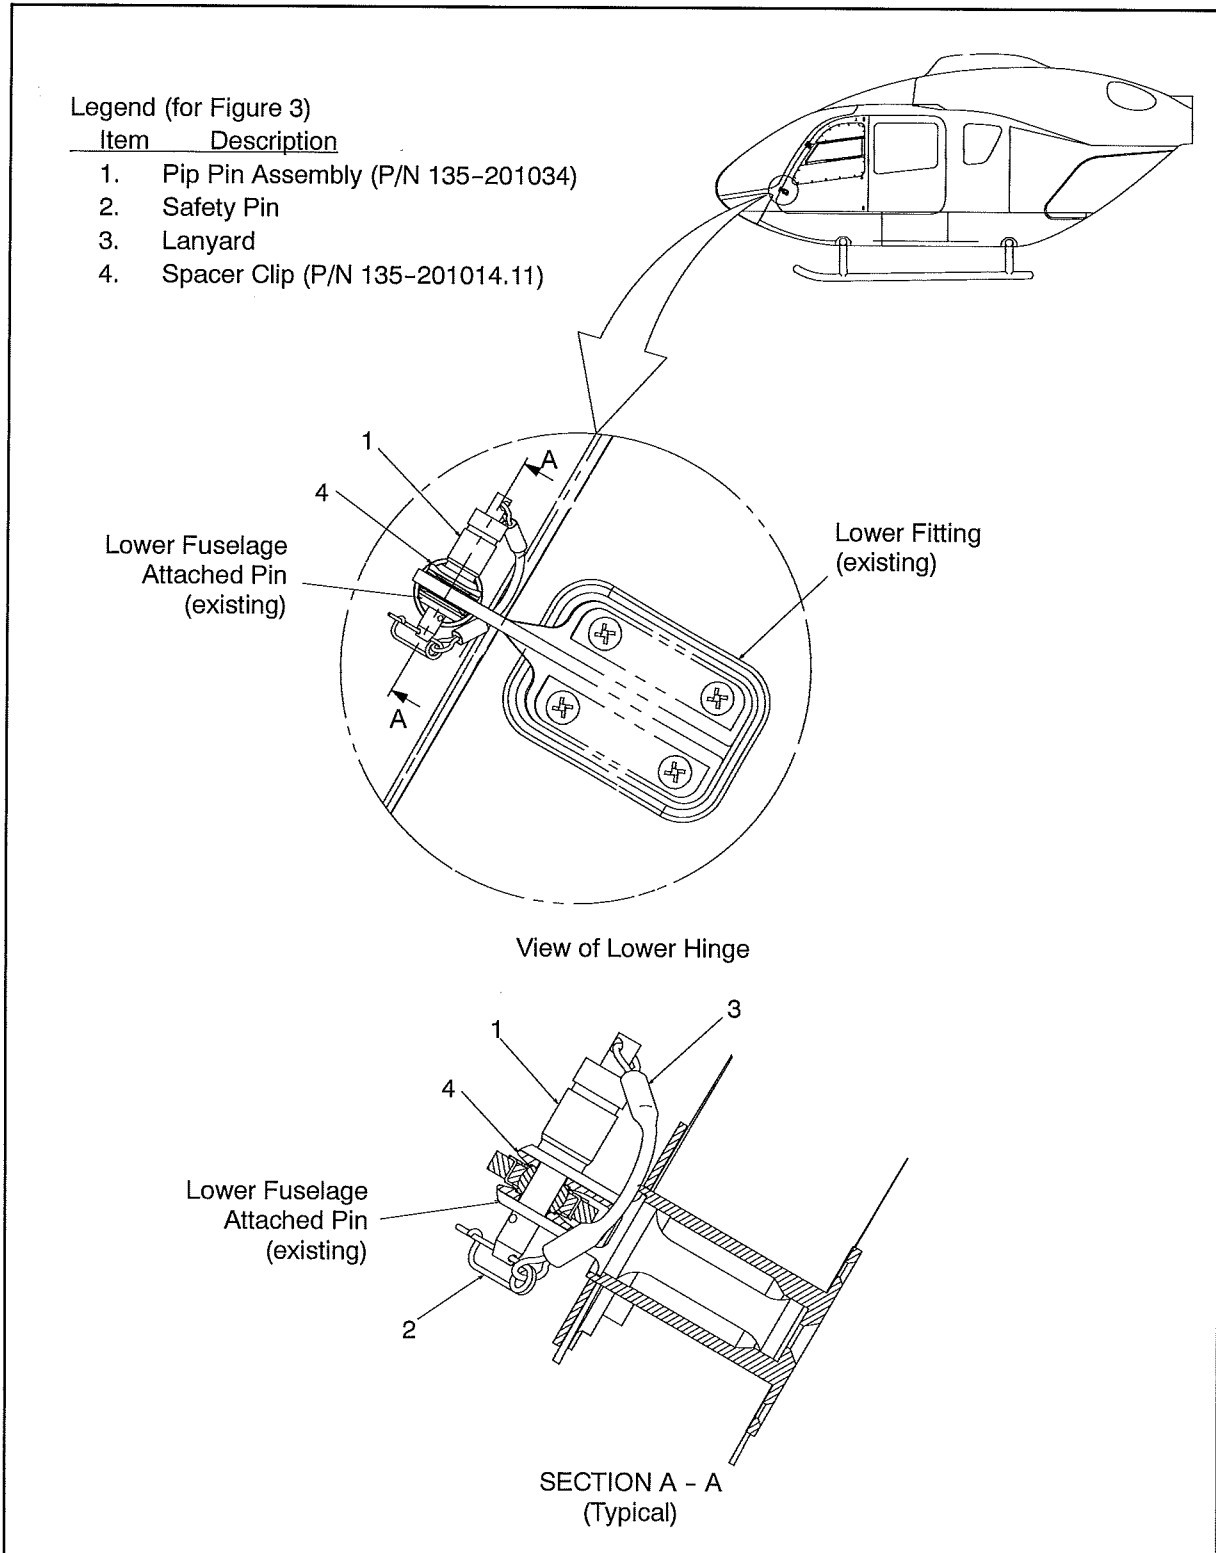 Legend (for Figure 3)
Item Description
1. Pip Pin Assembly (P/N 135-201034)
2. Safety Pin
3. Lanyard
4. Spacer Clip (P/N 135-201014.11)
1
A
4
Lower Fuselage
Attached Pin
(existing)
Lower Fitting
(existing)
A
View of Lower Hinge
3
1
4
Lower Fuselage
Attached Pin
(existing)
2
SECTION A - A
(Typical)